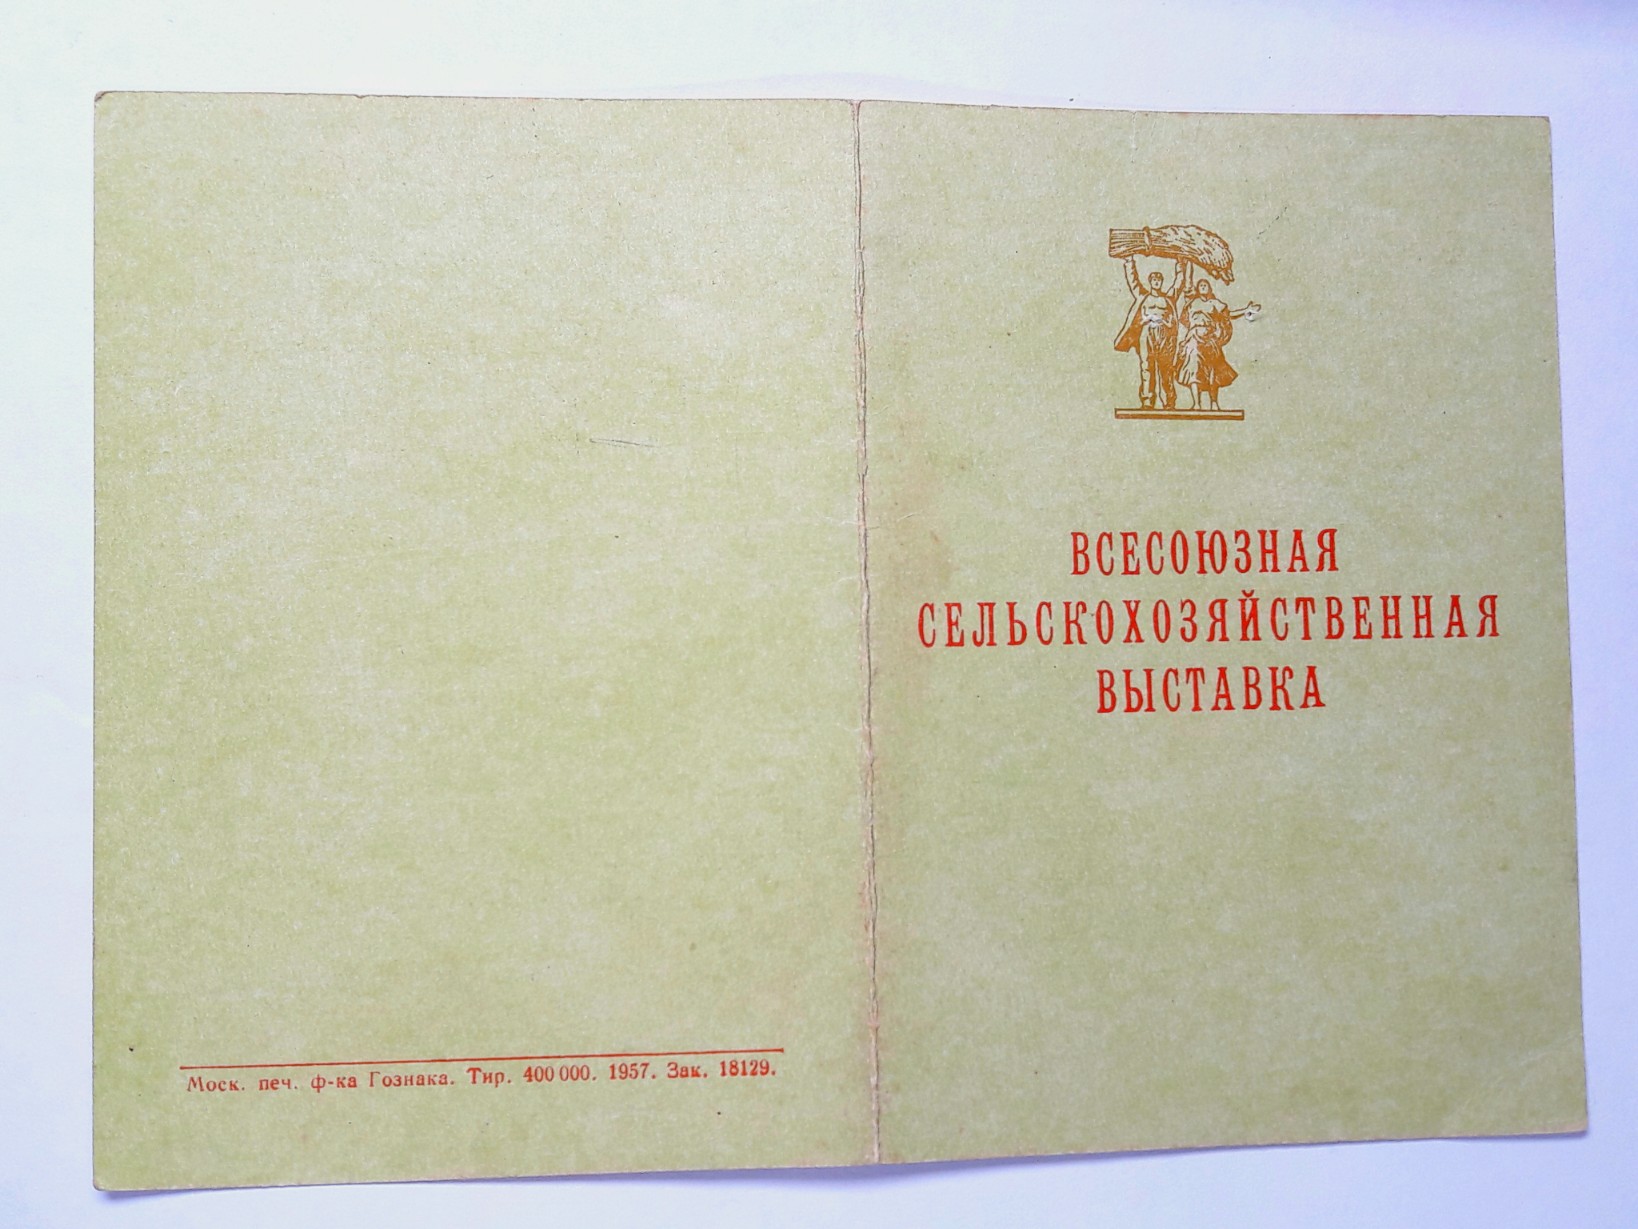 ВСЕСОЮЗНАЯ
СЕЛЬСКОХОЗЯЙСТВЕННАЯ
ВЫСТАВКА
Моск. печ. ф-ка Гознака. Тир. 400 000. 1957. Зак. 18129.